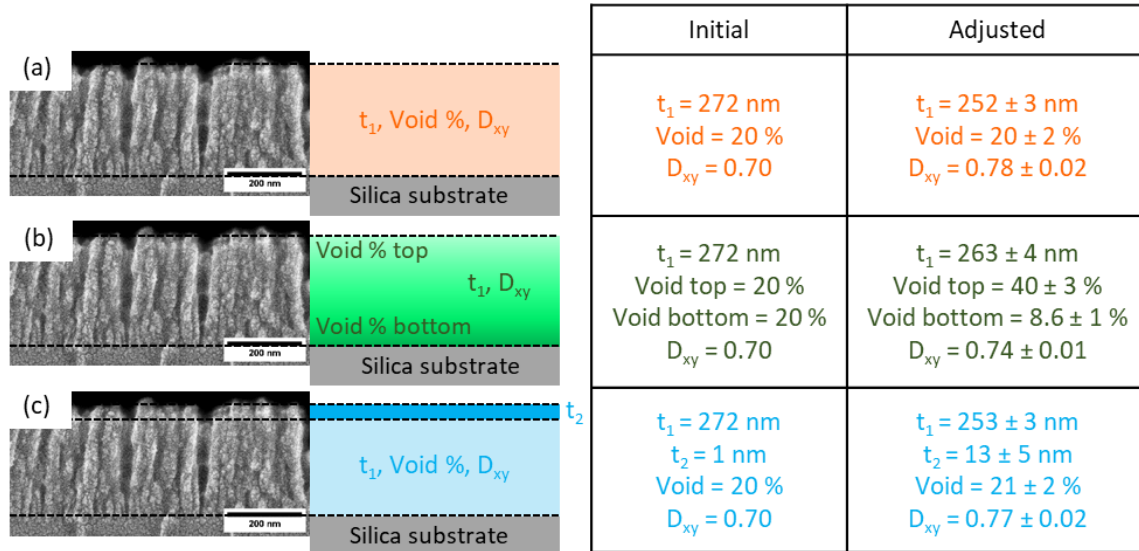 Initial
Adjusted
(a)
t₁, Void %, Dxy
Silica substrate
200 nm
t₁ = 272 nm
Void = 20 %
Dxy = 0.70
t₁ = 252 ± 3 nm
Void = 20 ± 2 %
Dxy = 0.78 ± 0.02
(b)
Void % top
t₁, Dxy
Void % bottom
Silica substrate
200 nm
t₁ = 272 nm
Void top = 20 %
Void bottom = 20 %
Dxy = 0.70
t₁ = 263 ± 4 nm
Void top = 40 ± 3 %
Void bottom = 8.6 ± 1 %
Dxy = 0.74 ± 0.01
(c)
t₂
t₁, Void %, Dxy
Silica substrate
200 nm
t₁ = 272 nm
t₂ = 1 nm
Void = 20 %
Dxy = 0.70
t₁ = 253 ± 3 nm
t₂ = 13 ± 5 nm
Void = 21 ± 2 %
Dxy = 0.77 ± 0.02